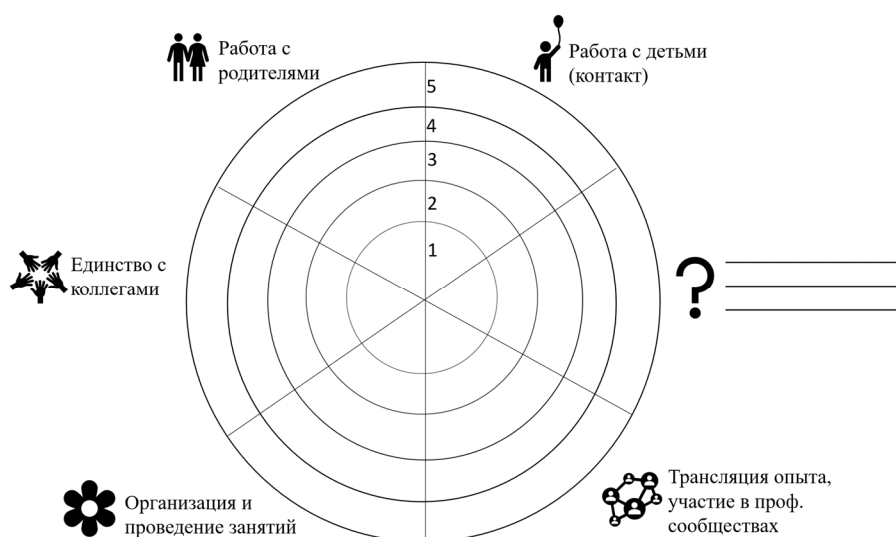 Работа с
родителями
Работа с детьми
(контакт)
5
4
3
2
1
Единство с
коллегами
?
Организация и
проведение занятий
Трансляция опыта,
участие в проф.
сообществах